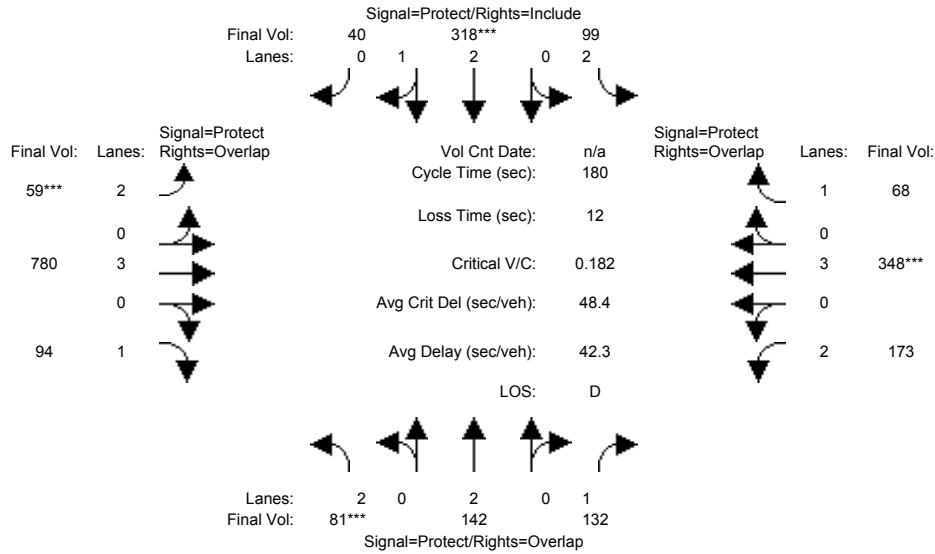 Signal=Protect/Rights=Include
Final Vol: 40 318*** 99
Lanes: 0 1 2 0 2
Signal=Protect Signal=Protect
Final Vol: Lanes: Rights=Overlap Vol Cnt Date: n/a Rights=Overlap Lanes: Final Vol:
Cycle Time (sec): 180
59*** 2 1 68
Loss Time (sec): 12
0 0
780 3 Critical V/C: 0.182 3 348***
0 Avg Crit Del (sec/veh): 48.4 0
94 1 Avg Delay (sec/veh): 42.3 2 173
LOS: D
Lanes: 2 0 2 0 1
Final Vol: 81*** 142 132
Signal=Protect/Rights=Overlap